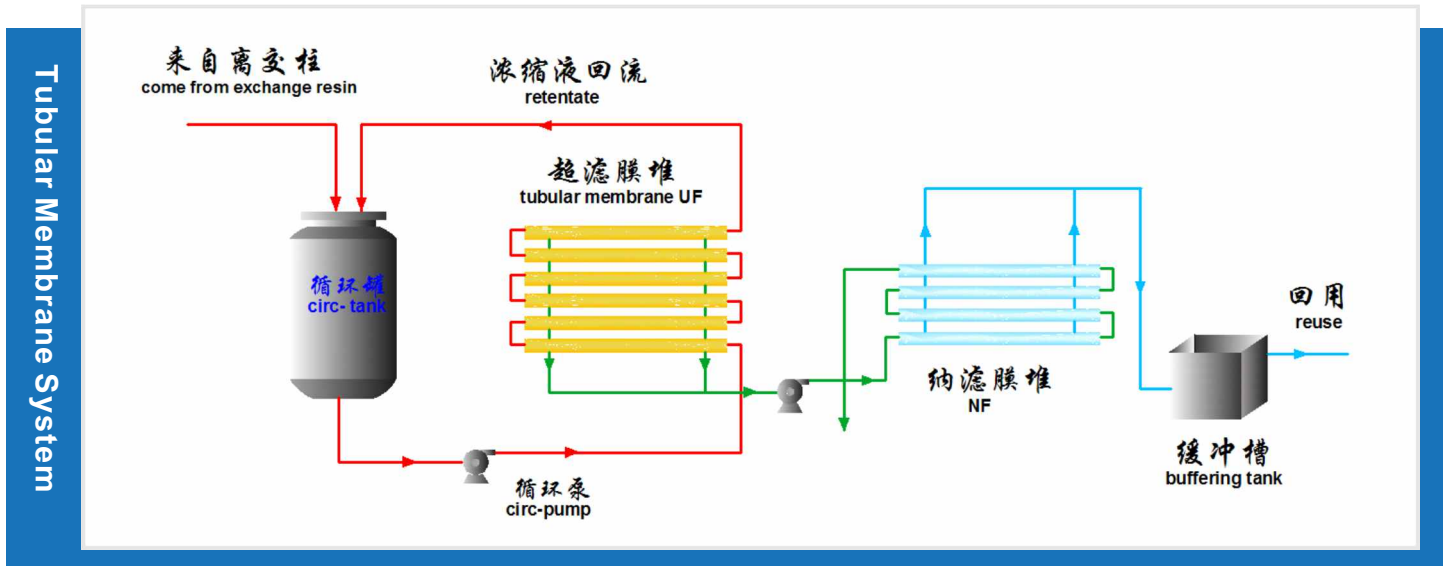 Tubular Membrane System
来自离交柱
come from exchange resin
浓缩液回流
retentate
超滤膜堆
tubular membrane UF
循环罐
circ- tank
循环泵
circ-pump
纳滤膜堆
NF
回用
reuse
缓冲槽
buffering tank